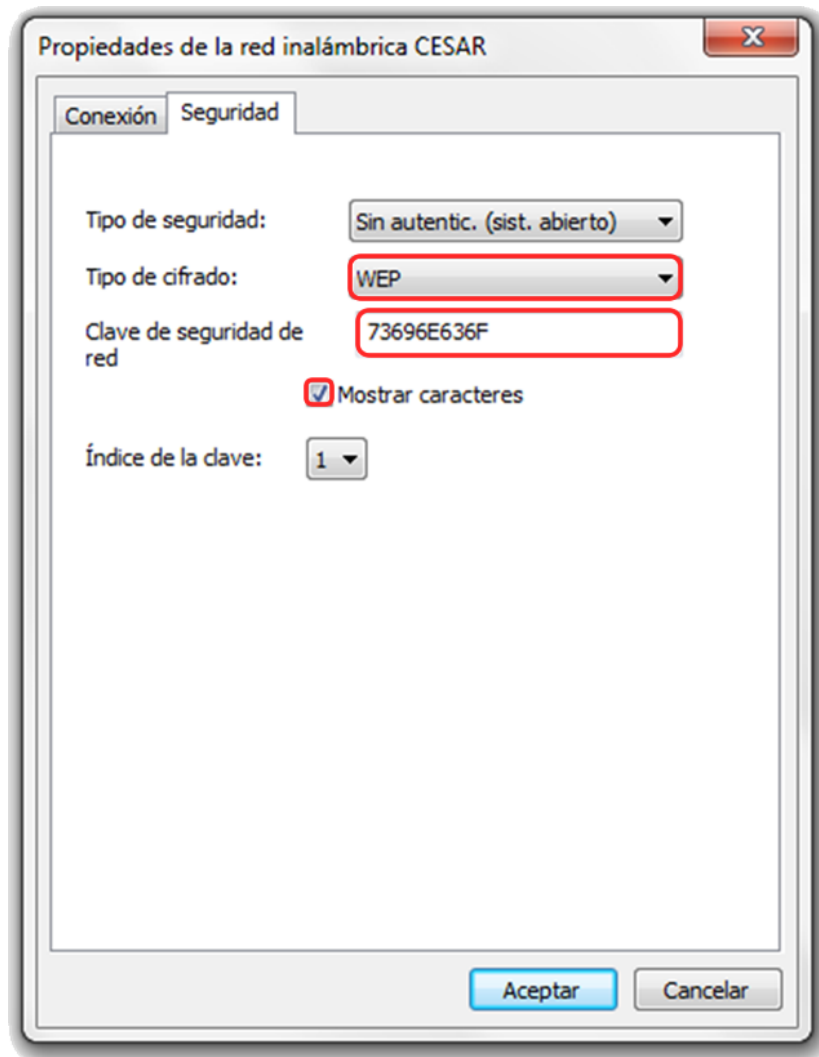 Propiedades de la red inalámbrica CESAR
Conexión
Seguridad
Tipo de seguridad:
Sin autentic. (sist. abierto)
Tipo de cifrado:
WEP
Clave de seguridad de
red
73696E636F
Mostrar caracteres
Índice de la clave:
1
Aceptar
Cancelar